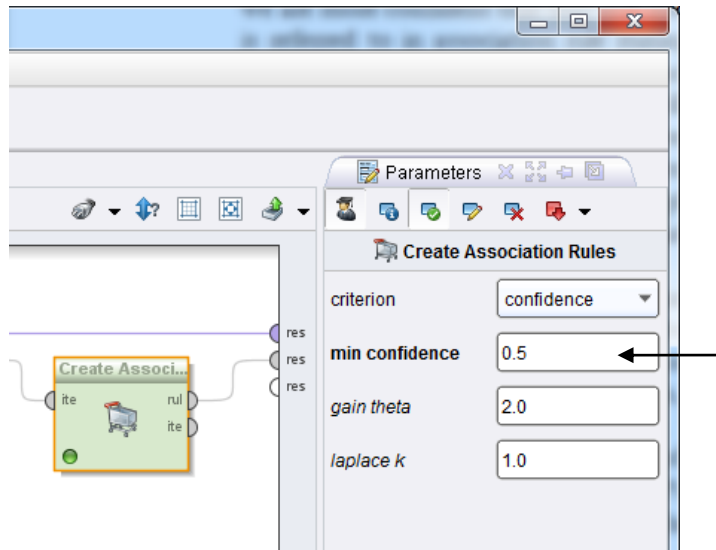 Parameters
Create Association Rules
criterion confidence
res
min confidence 0.5
res
Create Associ...
ite rul
res
gain theta 2.0
ite
laplace k 1.0